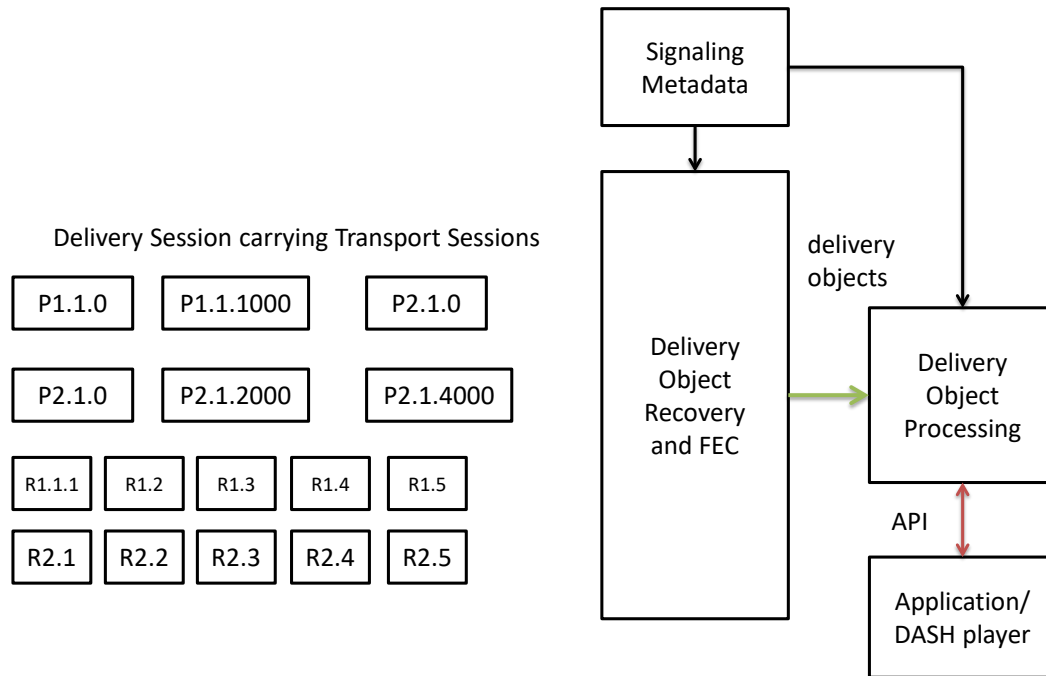 Signaling
Metadata
Delivery Session carrying Transport Sessions
P1.1.0
P1.1.1000
P2.1.0
P2.1.0
P2.1.2000
P2.1.4000
R1.1.1
R1.2
R1.3
R1.4
R1.5
R2.1
R2.2
R2.3
R2.4
R2.5
Delivery
Object
Recovery
and FEC
delivery
objects
Delivery
Object
Processing
API
Application/
DASH player